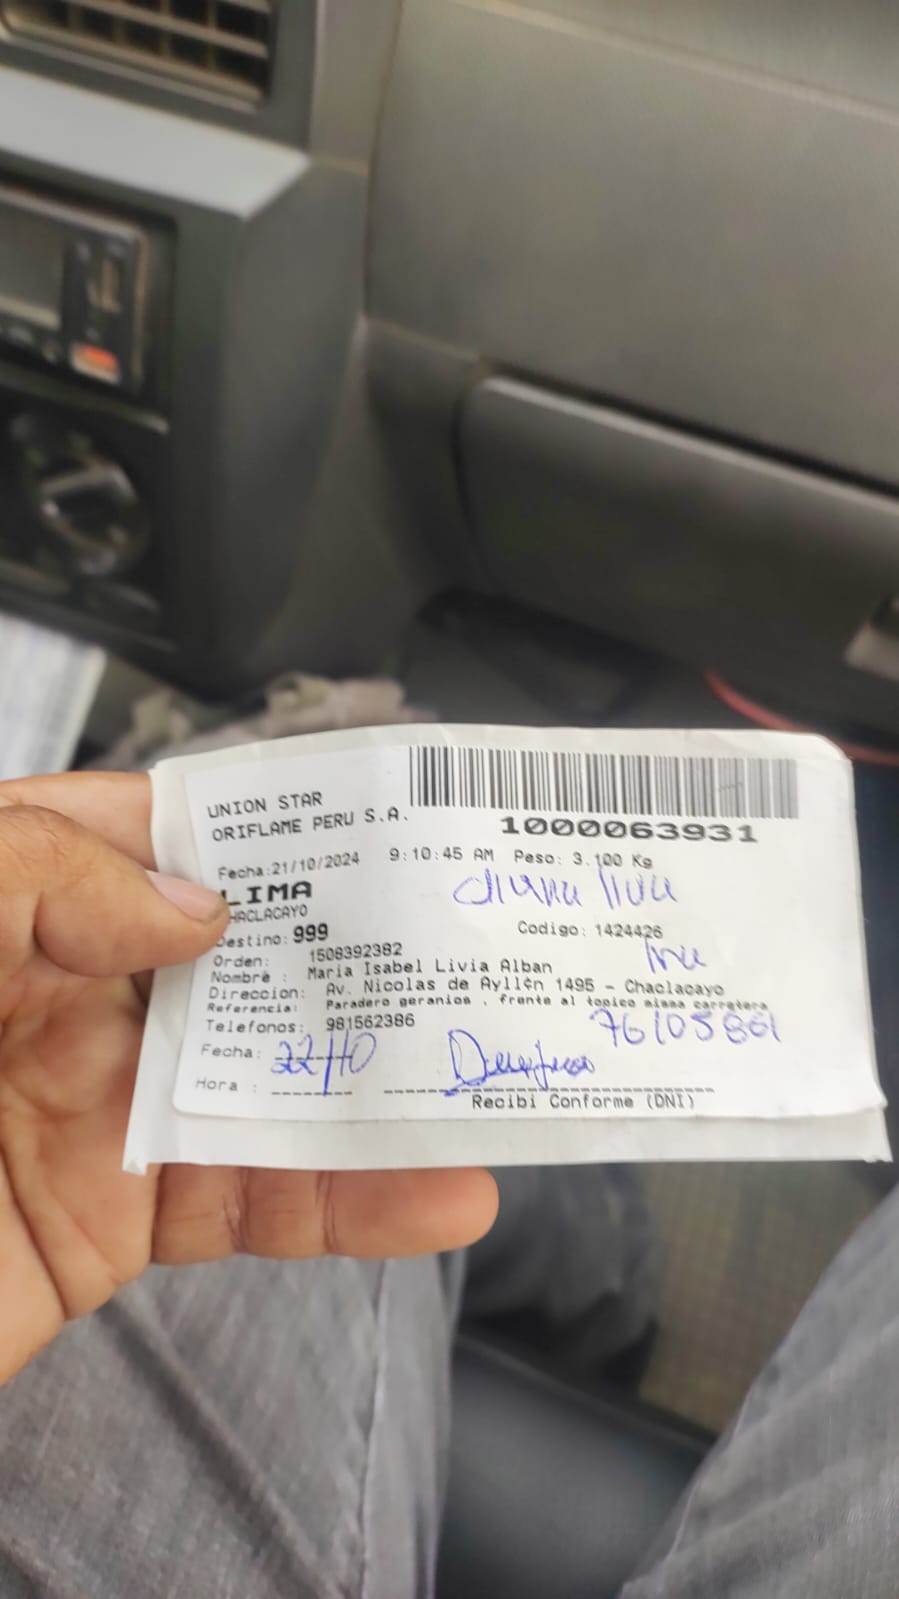 UNION STAR
ORIFLAME PERU S.A.
1000063931
Fecha:21/10/2024 9:10:45 AM Peso: 3.100 Kg
LIMA
CHACLACAYO
Destino: 999 Codigo: 1424426
Orden: 1508392382
Nombre : Maria Isabel Livia Alban
Direccion: Av. Nicolas de Ayll¢n 1495 - Chaclacayo
Referencia: Paradero geranios , frente al topico misma carretera
Telefonos: 981562386
76105861
Fecha: 22/10
Hora :
Recibi Conforme (DNI)